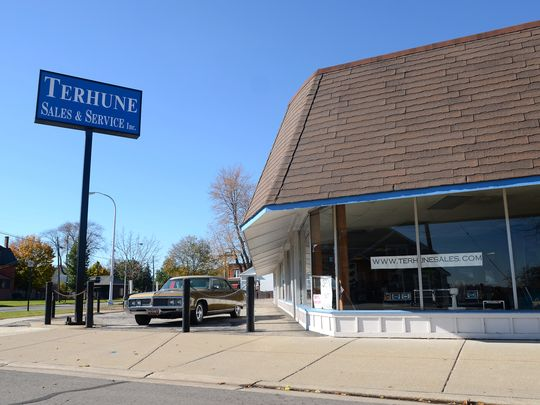 TERHUNE
SALES & SERVICE Inc.
WWW.TERHUNESALES.COM